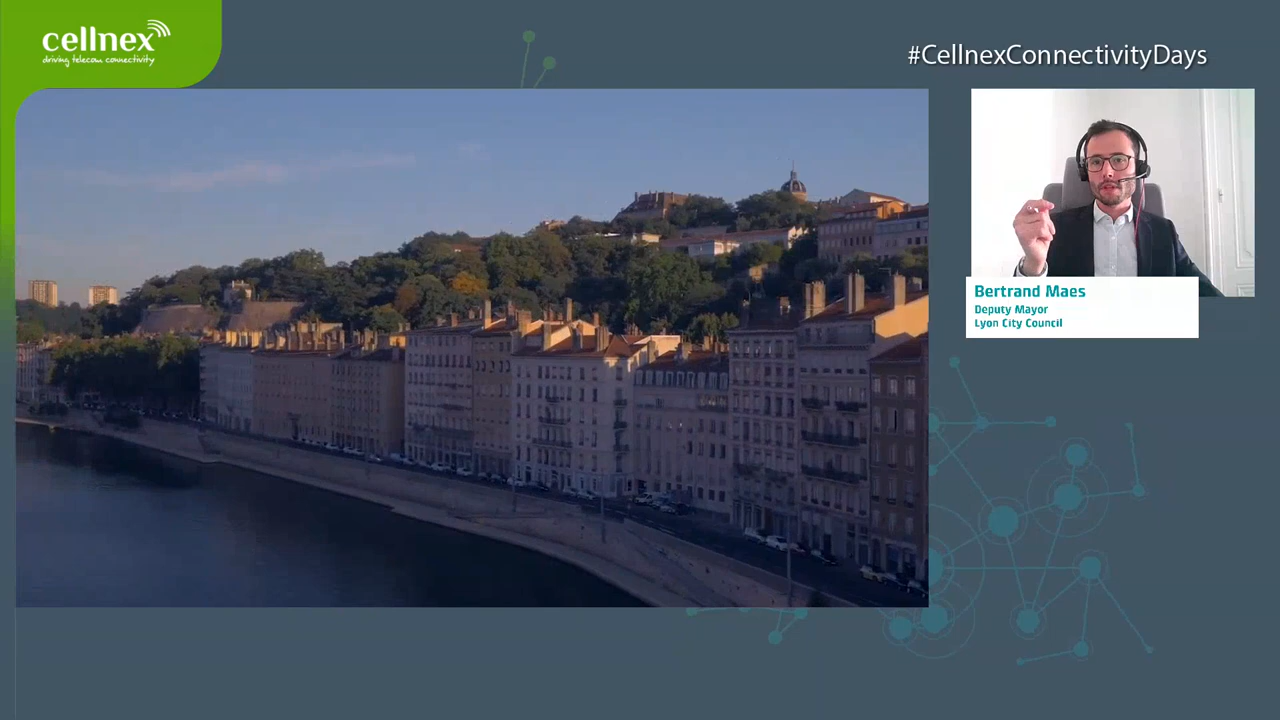 cellnex
driving telecom connectivity
#CellnexConnectivityDays
Bertrand Maes
Deputy Mayor
Lyon City Council